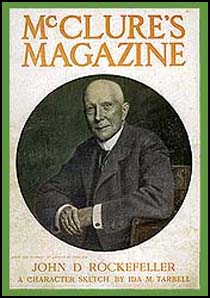 McCLURE'S
MAGAZINE
JOHN D ROCKEFELLER
A CHARACTER SKETCH BY IDA M. TARBELL